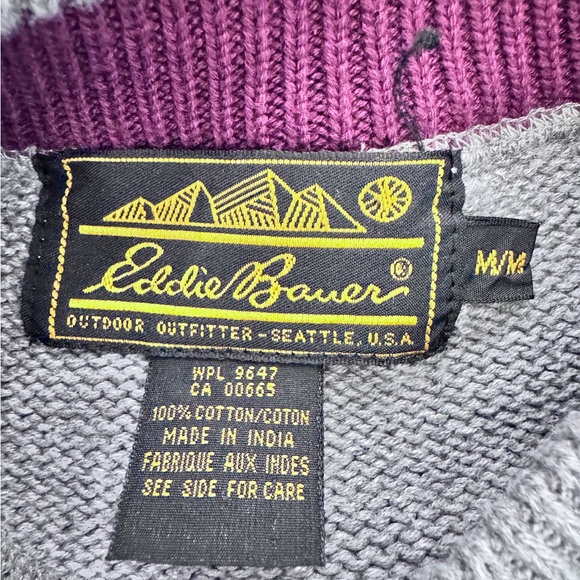 Eddie Bauer®
OUTDOOR OUTFITTER - SEATTLE, U.S.A.
M/M
WPL 9647
CA 00665
100% COTTON/COTON
MADE IN INDIA
FABRIQUE AUX INDES
SEE SIDE FOR CARE